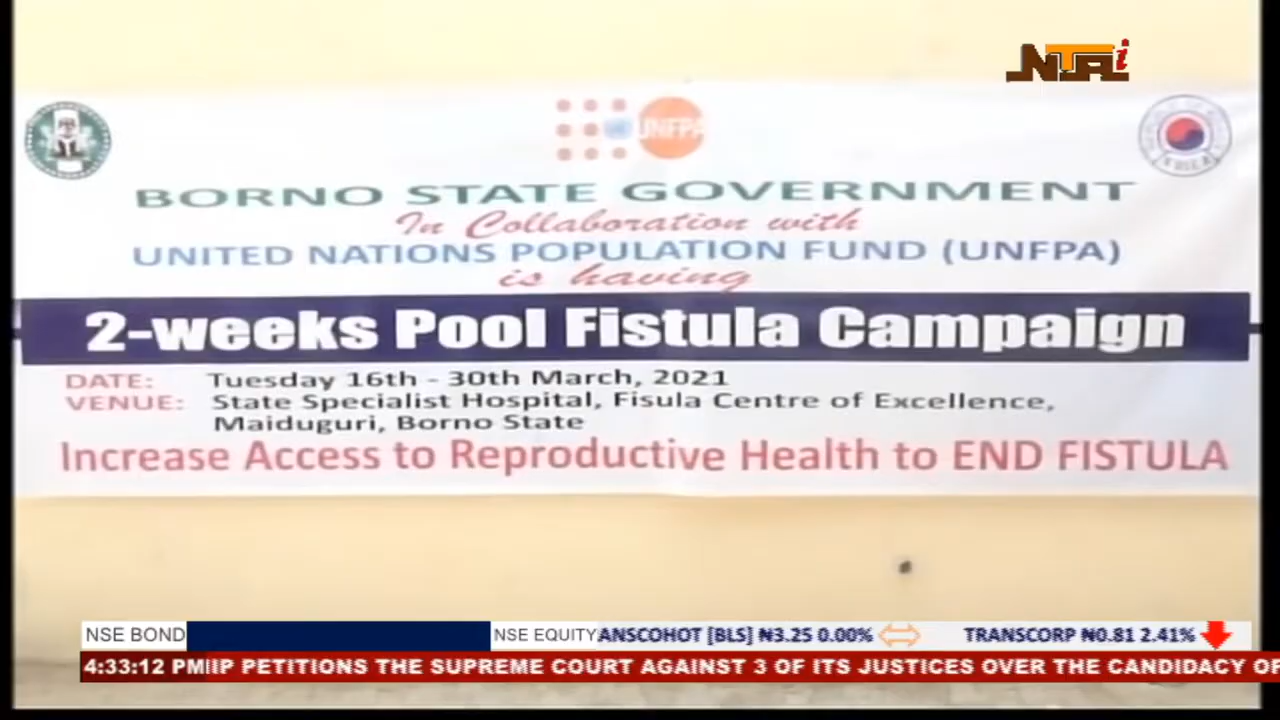 NTAi
UNFPA
BORNO STATE GOVERNMENT
In Collaboration with
UNITED NATIONS POPULATION FUND (UNFPA)
is having
2-weeks Pool Fistula Campaign
DATE: Tuesday 16th - 30th March, 2021
VENUE: State Specialist Hospital, Fisula Centre of Excellence,
Maiduguri, Borno State
Increase Access to Reproductive Health to END FISTULA
NSE BOND NSE EQUITY ANSCOHOT [BLS] ₦3.25 0.00% TRANSCORP ₦0.81 2.41%
4:33:12 PM IIP PETITIONS THE SUPREME COURT AGAINST 3 OF ITS JUSTICES OVER THE CANDIDACY OF